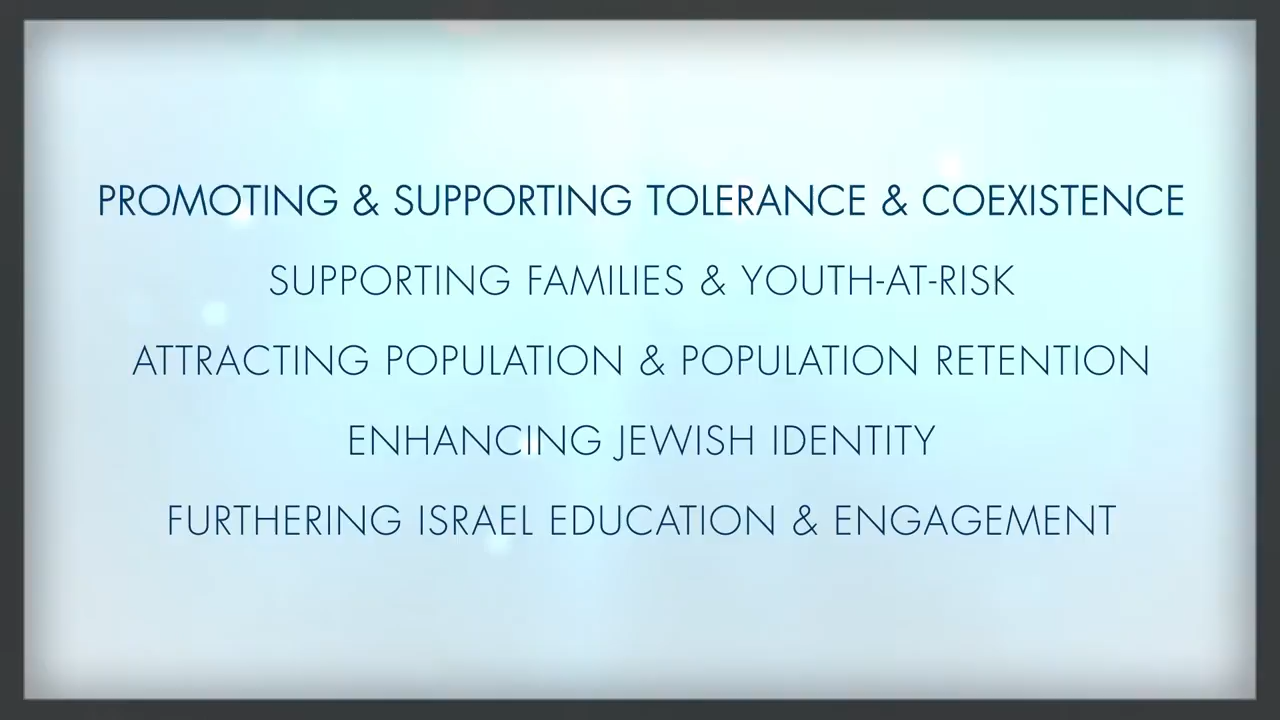 PROMOTING & SUPPORTING TOLERANCE & COEXISTENCE
SUPPORTING FAMILIES & YOUTH-AT-RISK
ATTRACTING POPULATION & POPULATION RETENTION
ENHANCING JEWISH IDENTITY
FURTHERING ISRAEL EDUCATION & ENGAGEMENT